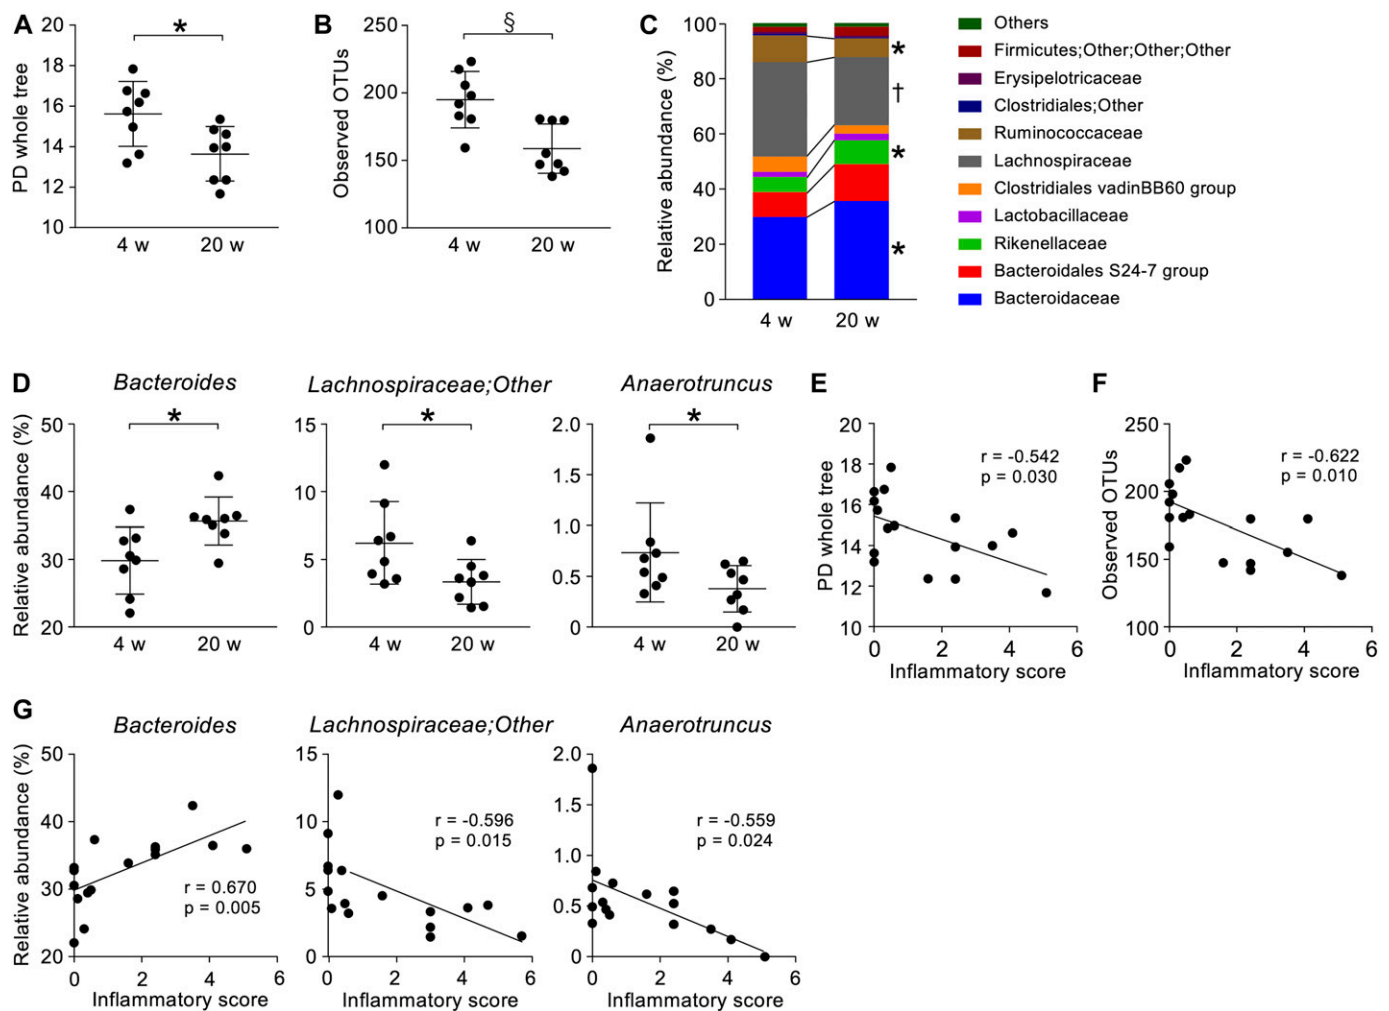 A
PD whole tree
20
18
16
14
12
10
*
4 w
20 w
B
Observed OTUs
250
200
150
100
§
4 w
20 w
C
Relative abundance (%)
100
80
60
40
20
0
*
†
*
*
4 w
20 w
Others
Firmicutes;Other;Other;Other
Erysipelotricaceae
Clostridiales;Other
Ruminococcaceae
Lachnospiraceae
Clostridiales vadinBB60 group
Lactobacillaceae
Rikenellaceae
Bacteroidales S24-7 group
Bacteroidaceae
D
Bacteroides
Relative abundance (%)
50
40
30
20
*
4 w
20 w
Lachnospiraceae;Other
15
10
5
0
*
4 w
20 w
Anaerotruncus
2.0
1.5
1.0
0.5
0
*
4 w
20 w
E
PD whole tree
20
18
16
14
12
10
r = -0.542
p = 0.030
0 2 4 6
Inflammatory score
F
Observed OTUs
250
200
150
100
r = -0.622
p = 0.010
0 2 4 6
Inflammatory score
G
Bacteroides
Relative abundance (%)
50
40
30
20
r = 0.670
p = 0.005
0 2 4 6
Inflammatory score
Lachnospiraceae;Other
15
10
5
0
r = -0.596
p = 0.015
0 2 4 6
Inflammatory score
Anaerotruncus
2.0
1.5
1.0
0.5
0
r = -0.559
p = 0.024
0 2 4 6
Inflammatory score